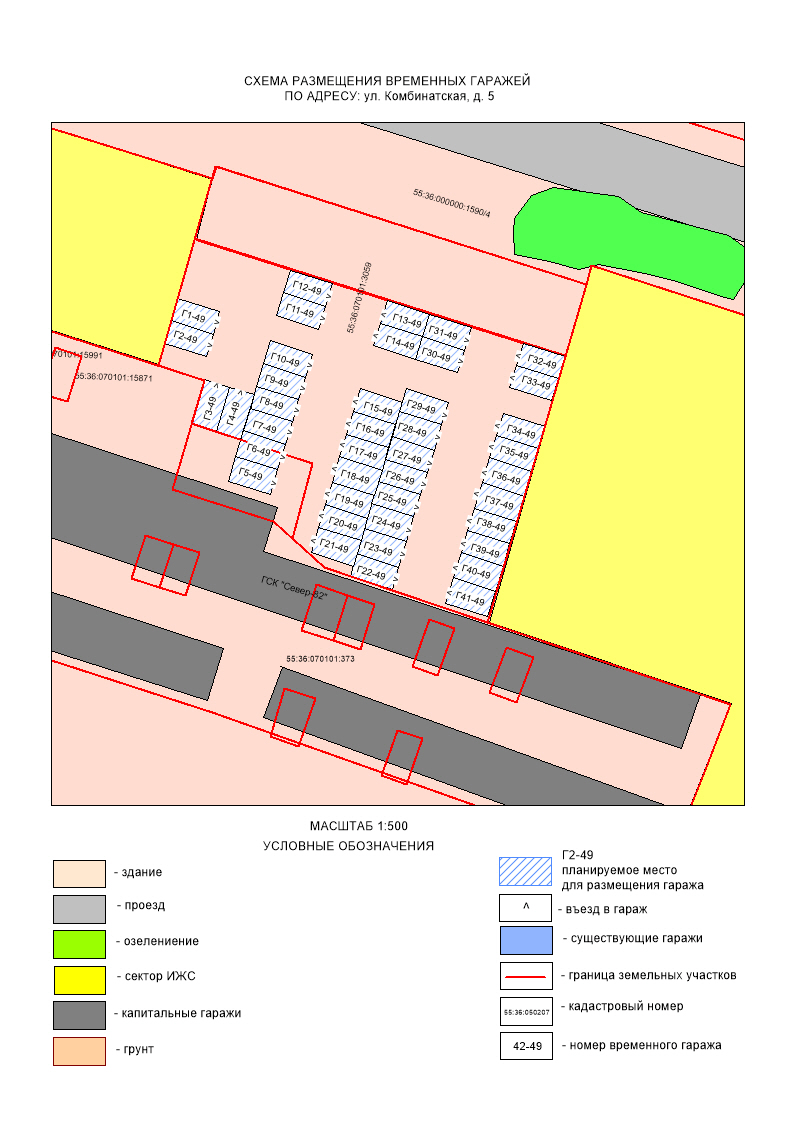 СХЕМА РАЗМЕЩЕНИЯ ВРЕМЕННЫХ ГАРАЖЕЙ
ПО АДРЕСУ: ул. Комбинатская, д. 5
55:36:000000:1590/4
55:36:070101:3059
Г12-49
Г11-49
Г1-49
Г2-49
Г13-49
Г31-49
Г14-49
Г30-49
Г32-49
Г33-49
70101:15991
55:36:070101:15871
Г10-49
Г9-49
Г8-49
Г7-49
Г6-49
Г5-49
Г3-49
Г4-49
Г15-49
Г16-49
Г17-49
Г18-49
Г19-49
Г20-49
Г21-49
Г29-49
Г28-49
Г27-49
Г26-49
Г25-49
Г24-49
Г23-49
Г22-49
Г34-49
Г35-49
Г36-49
Г37-49
Г38-49
Г39-49
Г40-49
Г41-49
ГСК "Север-82"
55:36:070101:373
МАСШТАБ 1:500
УСЛОВНЫЕ ОБОЗНАЧЕНИЯ
- здание
- проезд
- озелениение
- сектор ИЖС
- капитальные гаражи
- грунт
Г2-49
планируемое место
для размещения гаража
^ - въезд в гараж
- существующие гаражи
- граница земельных участков
55:36:050207 - кадастровый номер
42-49 - номер временного гаража